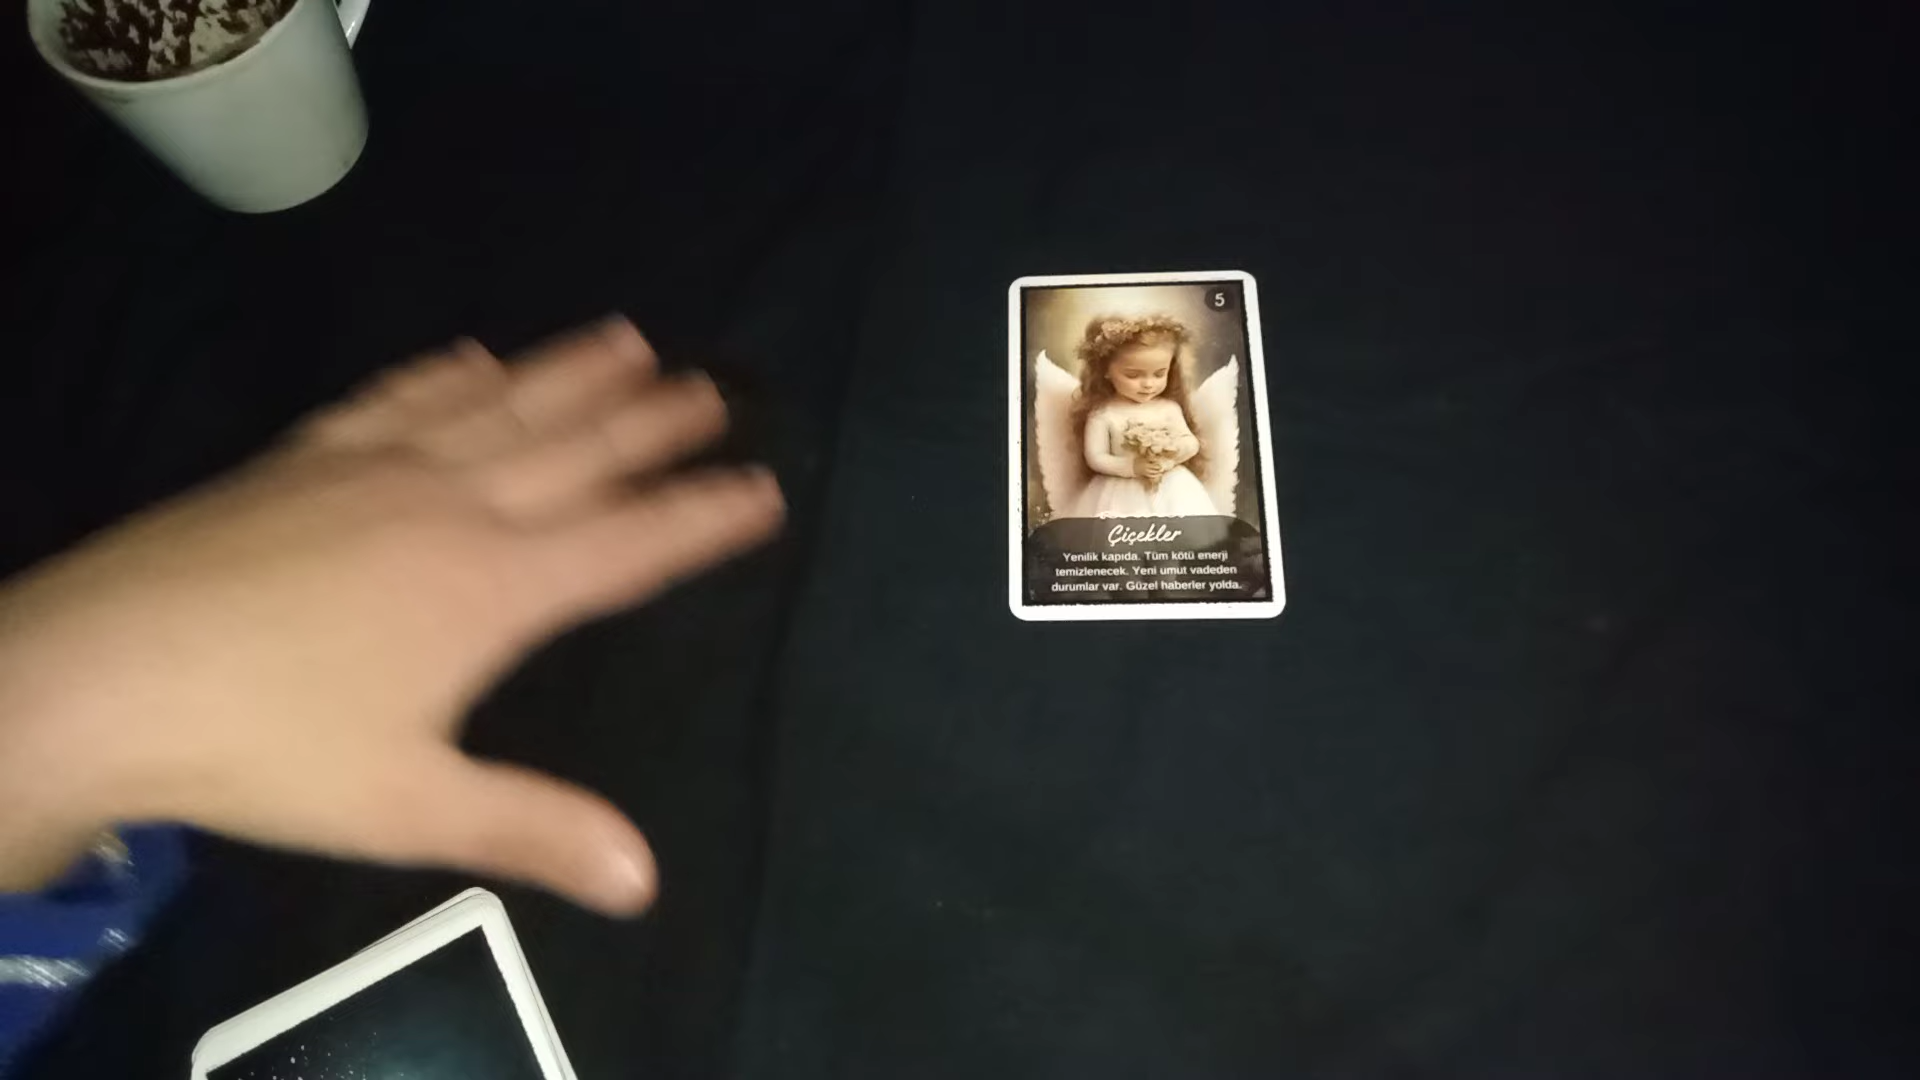 5
Çiçekler
Yenilik kapıda. Tüm kötü enerji
temizlenecek. Yeni umut vadeden
durumlar var. Güzel haberler yolda.